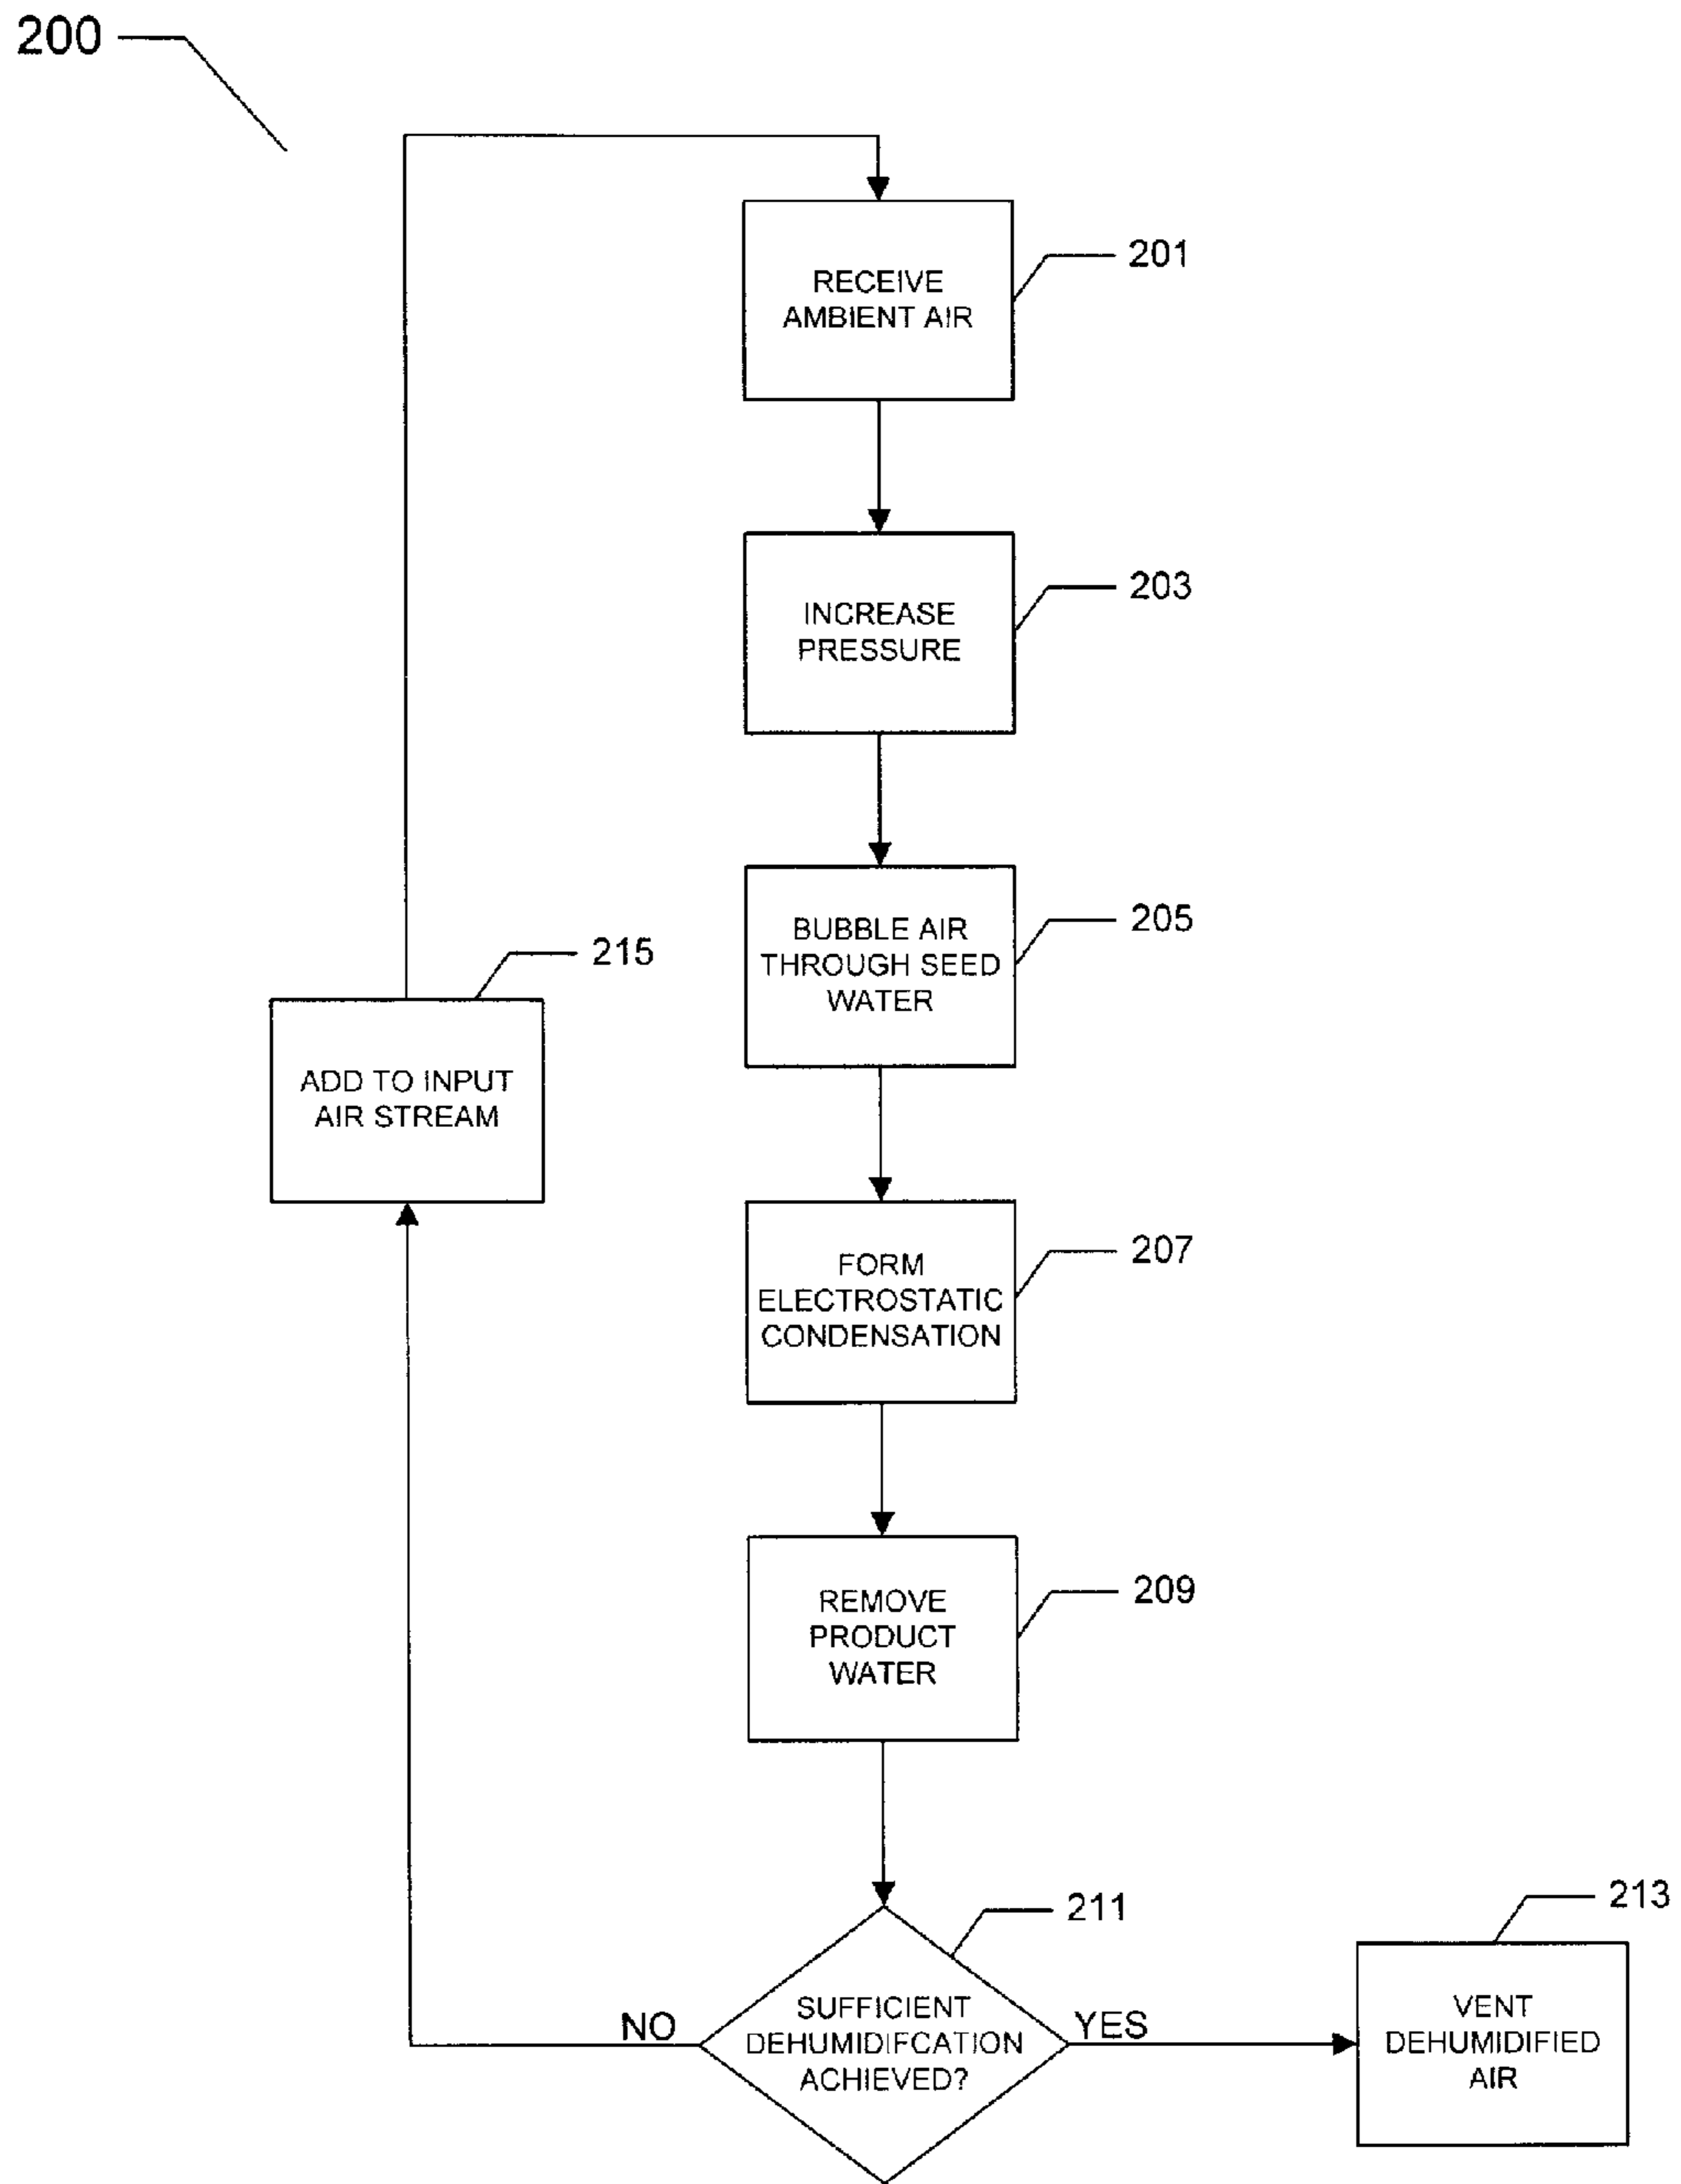 200
RECEIVE
AMBIENT AIR
201
INCREASE
PRESSURE
203
BUBBLE AIR
THROUGH SEED
WATER
205
ADD TO INPUT
AIR STREAM
215
FORM
ELECTROSTATIC
CONDENSATION
207
REMOVE
PRODUCT
WATER
209
SUFFICIENT
DEHUMIDIFCATION
ACHIEVED?
211
NO
YES
VENT
DEHUMIDIFIED
AIR
213